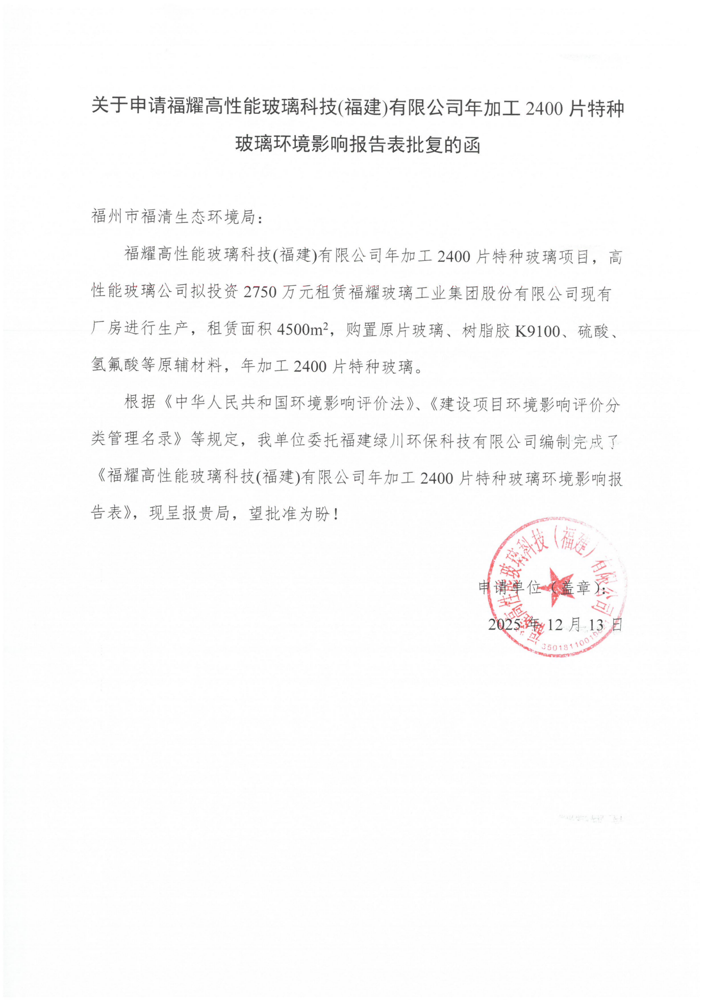 关于申请福耀高性能玻璃科技(福建)有限公司年加工 2400 片特种
玻璃环境影响报告表批复的函
福州市福清生态环境局：
福耀高性能玻璃科技(福建)有限公司年加工 2400 片特种玻璃项目，高
性能玻璃公司拟投资 2750 万元租赁福耀玻璃工业集团股份有限公司现有
厂房进行生产，租赁面积 4500m²，购置原片玻璃、树脂胶 K9100、硫酸、
氢氟酸等原辅材料，年加工 2400 片特种玻璃。
根据《中华人民共和国环境影响评价法》、《建设项目环境影响评价分
类管理名录》等规定，我单位委托福建绿川环保科技有限公司编制完成了
《福耀高性能玻璃科技(福建)有限公司年加工 2400 片特种玻璃环境影响报
告表》，现呈报贵局，望批准为盼！
福耀高性能玻璃科技（福建）有限公司
申请单位（盖章）：
2025 年 12 月 13 日